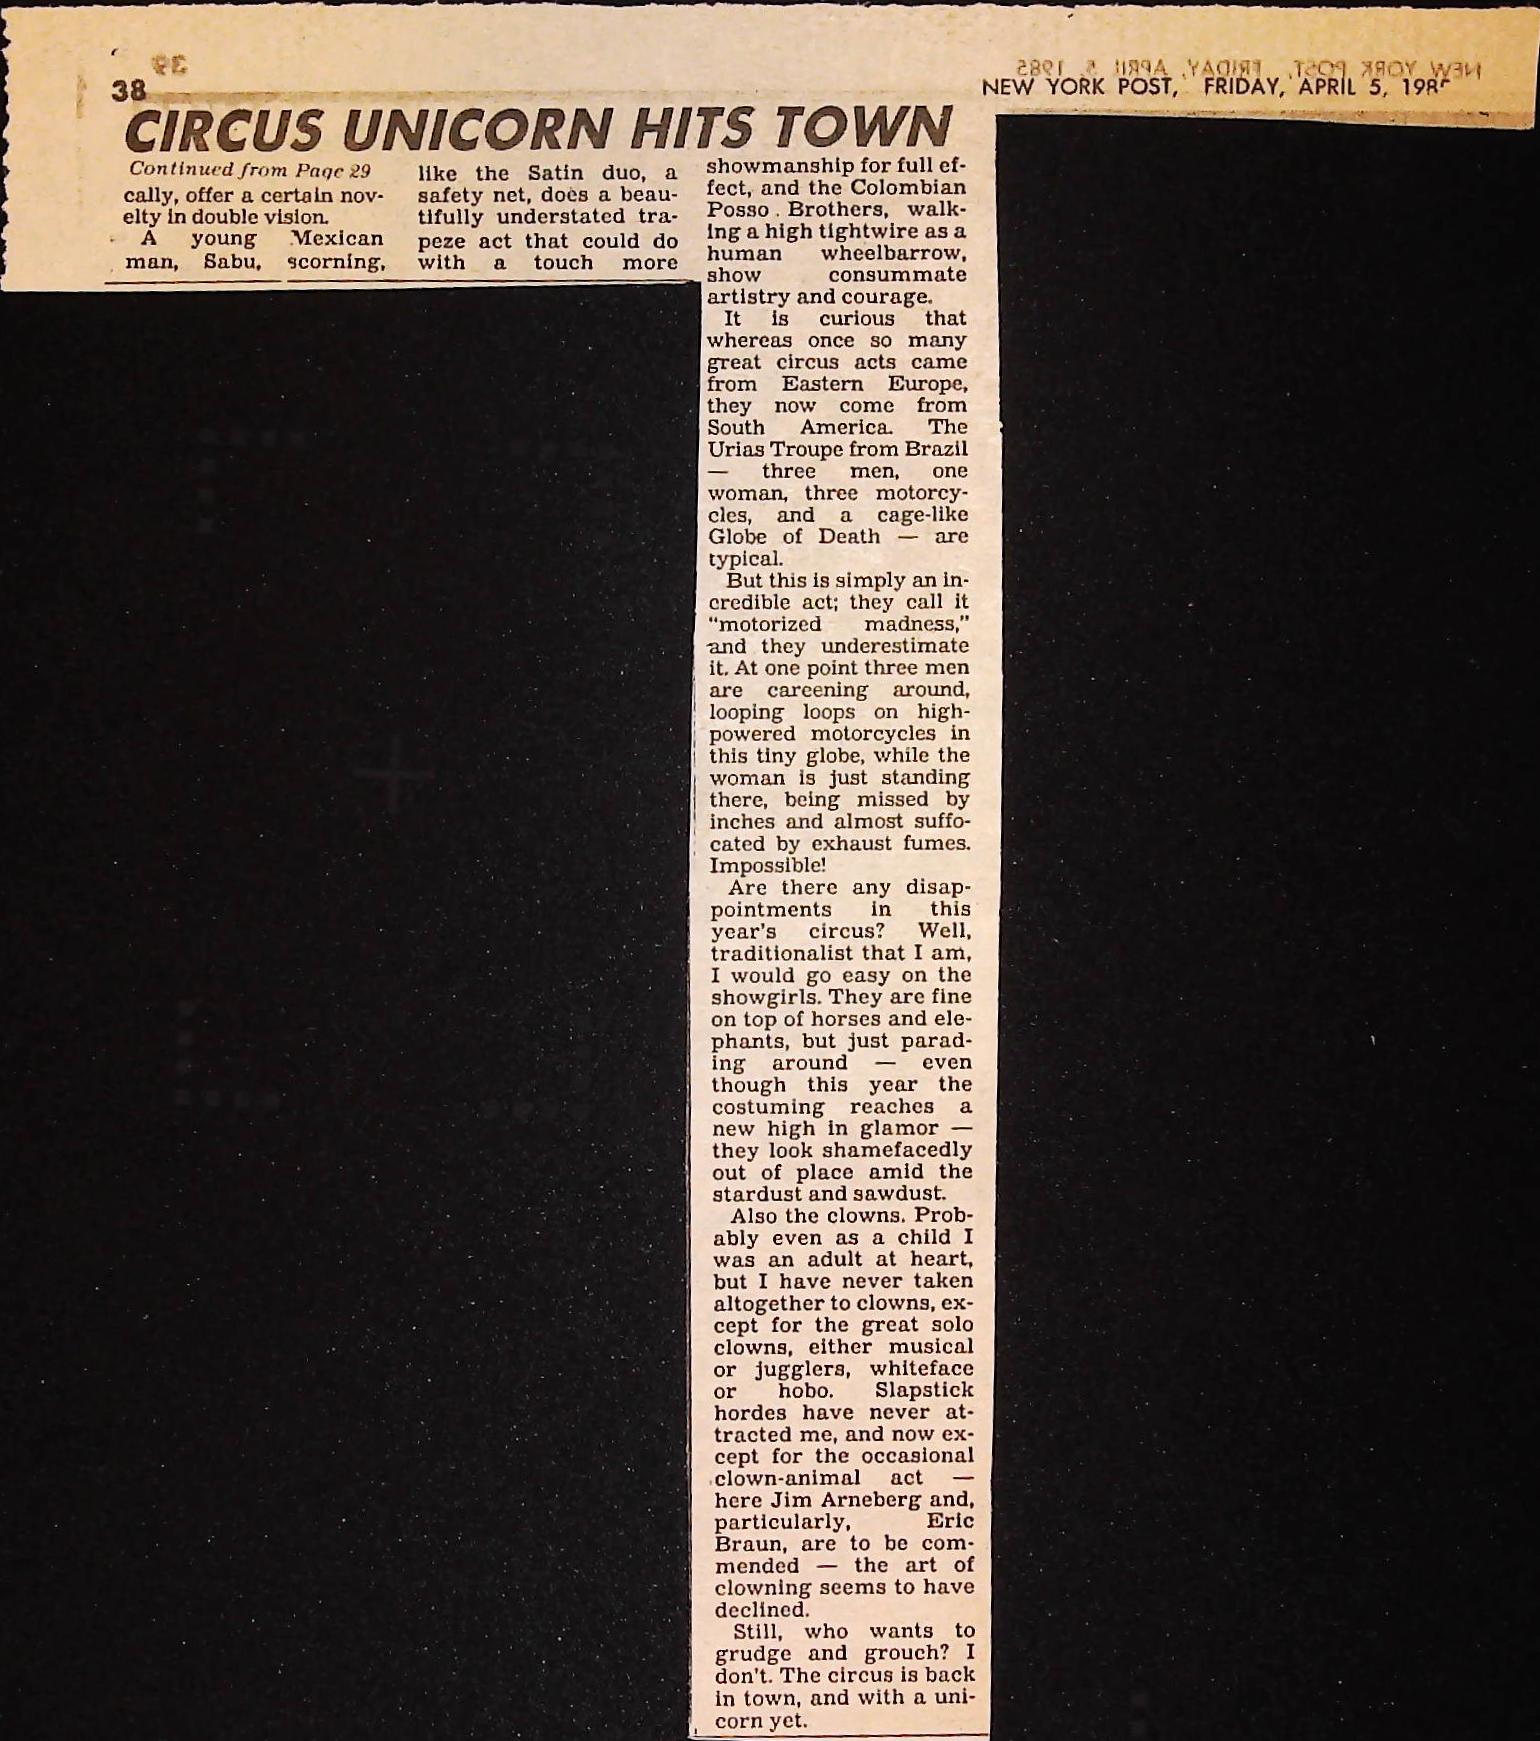 39
NEW YORK POST, FRIDAY, APRIL 5, 1985
38
NEW YORK POST, FRIDAY, APRIL 5, 198
CIRCUS UNICORN HITS TOWN
Continued from Page 29
cally, offer a certain nov-
elty in double vision.
A young Mexican
man, Sabu, scorning,
like the Satin duo, a
safety net, does a beau-
tifully understated tra-
peze act that could do
with a touch more
showmanship for full ef-
fect, and the Colombian
Posso Brothers, walk-
ing a high tightwire as a
human wheelbarrow,
show consummate
artistry and courage.
It is curious that
whereas once so many
great circus acts came
from Eastern Europe,
they now come from
South America. The
Urias Troupe from Brazil
— three men, one
woman, three motorcy-
cles, and a cage-like
Globe of Death — are
typical.
But this is simply an in-
credible act; they call it
"motorized madness,"
and they underestimate
it. At one point three men
are careening around,
looping loops on high-
powered motorcycles in
this tiny globe, while the
woman is just standing
there, being missed by
inches and almost suffo-
cated by exhaust fumes.
Impossible!
Are there any disap-
pointments in this
year's circus? Well,
traditionalist that I am,
I would go easy on the
showgirls. They are fine
on top of horses and ele-
phants, but just parad-
ing around — even
though this year the
costuming reaches a
new high in glamor —
they look shamefacedly
out of place amid the
stardust and sawdust.
Also the clowns. Prob-
ably even as a child I
was an adult at heart,
but I have never taken
altogether to clowns, ex-
cept for the great solo
clowns, either musical
or jugglers, whiteface
or hobo. Slapstick
hordes have never at-
tracted me, and now ex-
cept for the occasional
clown-animal act —
here Jim Arneberg and,
particularly, Eric
Braun, are to be com-
mended — the art of
clowning seems to have
declined.
Still, who wants to
grudge and grouch? I
don't. The circus is back
in town, and with a uni-
corn yet.